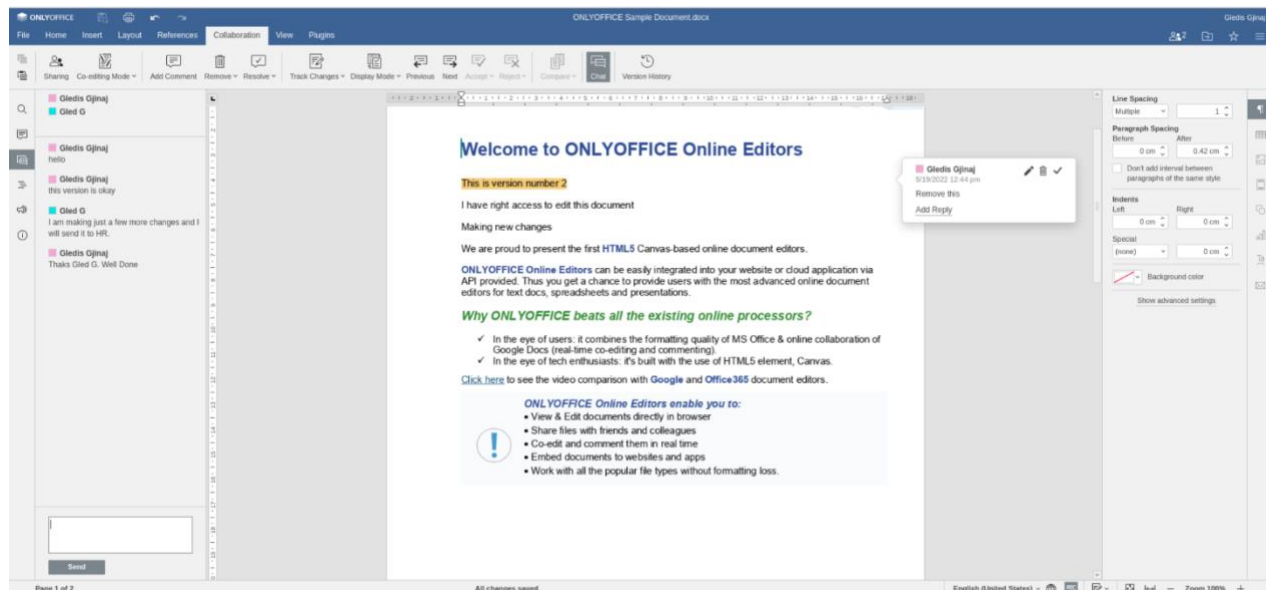 ONLYOFFICE
ONLYOFFICE Sample Document.docx
Gledis Gjinaj
File Home Insert Layout References Collaboration View Plugins
2
Sharing Co-editing Mode Add Comment Remove Resolve Track Changes Display Mode Previous Next Accept Reject Compare Chat Version History
Gledis Gjinaj
Gled G
Gledis Gjinaj
hello
Gledis Gjinaj
this version is okay
Gled G
I am making just a few more changes and I
will send it to HR.
Gledis Gjinaj
Thaks Gled G. Well Done
Send
Welcome to ONLYOFFICE Online Editors
This is version number 2
I have right access to edit this document
Making new changes
We are proud to present the first HTML5 Canvas-based online document editors.
ONLYOFFICE Online Editors can be easily integrated into your website or cloud application via
API provided. Thus you get a chance to provide users with the most advanced online document
editors for text docs, spreadsheets and presentations.
Why ONLYOFFICE beats all the existing online processors?
✓ In the eye of users: it combines the formatting quality of MS Office & online collaboration of
Google Docs (real-time co-editing and commenting).
✓ In the eye of tech enthusiasts: it's built with the use of HTML5 element, Canvas.
Click here to see the video comparison with Google and Office365 document editors.
ONLYOFFICE Online Editors enable you to:
• View & Edit documents directly in browser
• Share files with friends and colleagues
• Co-edit and comment them in real time
• Embed documents to websites and apps
• Work with all the popular file types without formatting loss.
Gledis Gjinaj
5/19/2022 12:44 pm
Remove this
Add Reply
Line Spacing
Multiple 1
Paragraph Spacing
Before After
0 cm 0.42 cm
Don't add interval between
paragraphs of the same style
Indents
Left Right
0 cm 0 cm
Special
(none) 0 cm
Background color
Show advanced settings
Page 1 of 2
All changes saved
English (United States)
Zoom 100%